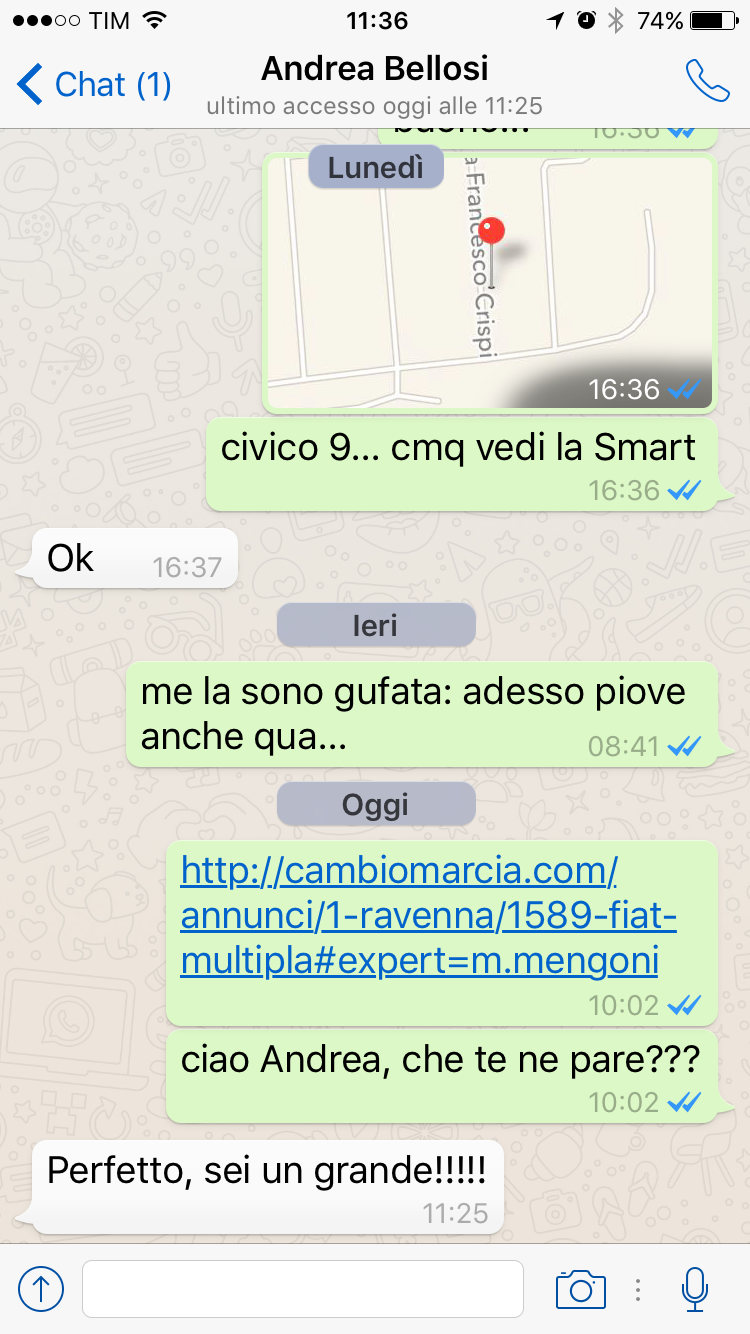 TIM 11:36 74%
Chat (1) Andrea Bellosi
ultimo accesso oggi alle 11:25
16:36
Lunedì
Francesco Crispi
16:36
civico 9... cmq vedi la Smart
16:36
Ok 16:37
Ieri
me la sono gufata: adesso piove
anche qua... 08:41
Oggi
http://cambiomarcia.com/
annunci/1-ravenna/1589-fiat-
multipla#expert=m.mengoni
10:02
ciao Andrea, che te ne pare???
10:02
Perfetto, sei un grande!!!!!
11:25